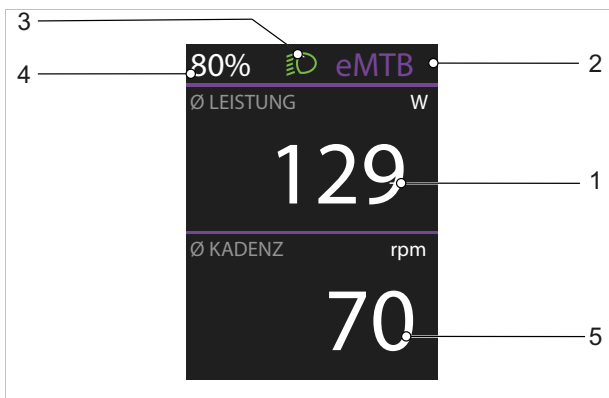 3
80% eMTB 2
4
Ø LEISTUNG W
129 1
Ø KADENZ rpm
70 5